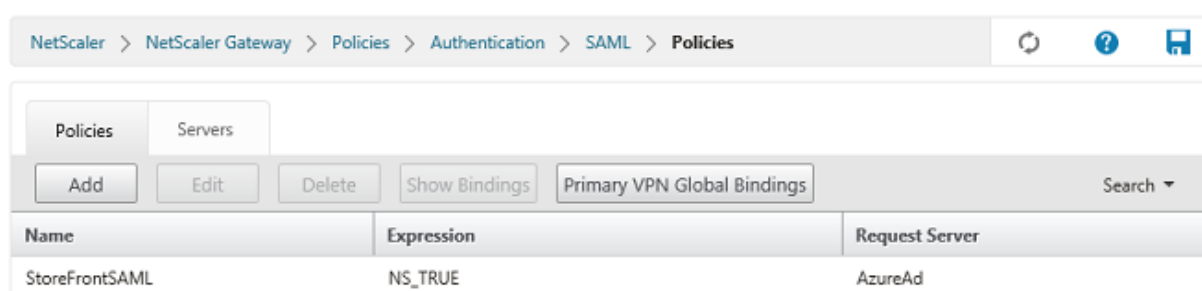 NetScaler > NetScaler Gateway > Policies > Authentication > SAML > Policies
Policies Servers
Add Edit Delete Show Bindings Primary VPN Global Bindings Search
Name Expression Request Server
StoreFrontSAML NS_TRUE AzureAd